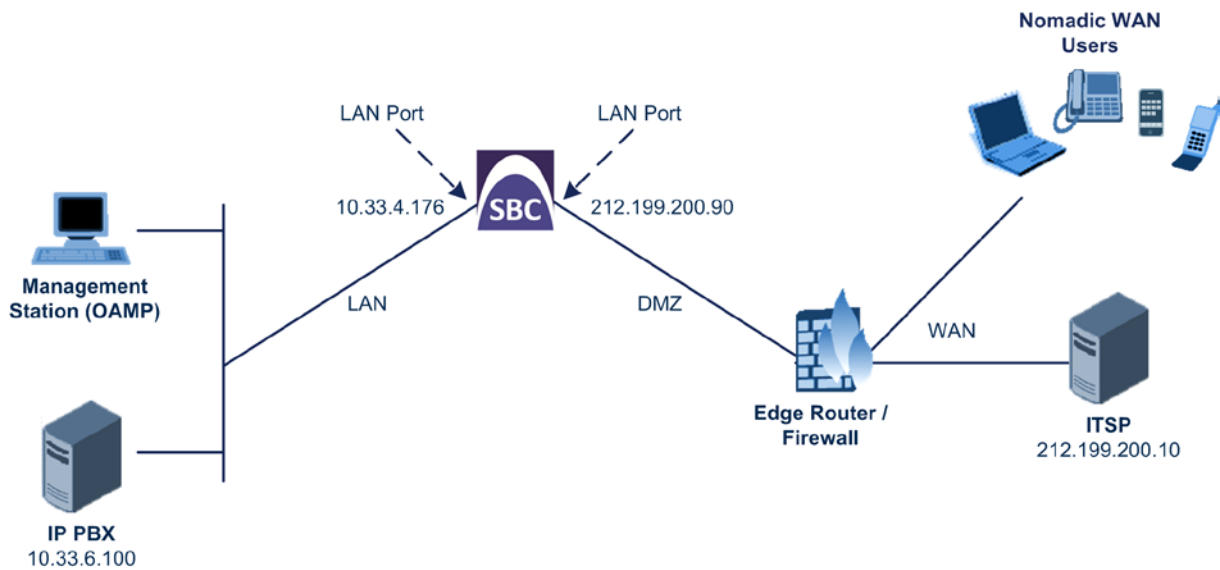 Nomadic WAN
Users
LAN Port
LAN Port
10.33.4.176
SBC
212.199.200.90
Management
Station (OAMP)
LAN
DMZ
WAN
Edge Router /
Firewall
ITSP
212.199.200.10
IP PBX
10.33.6.100